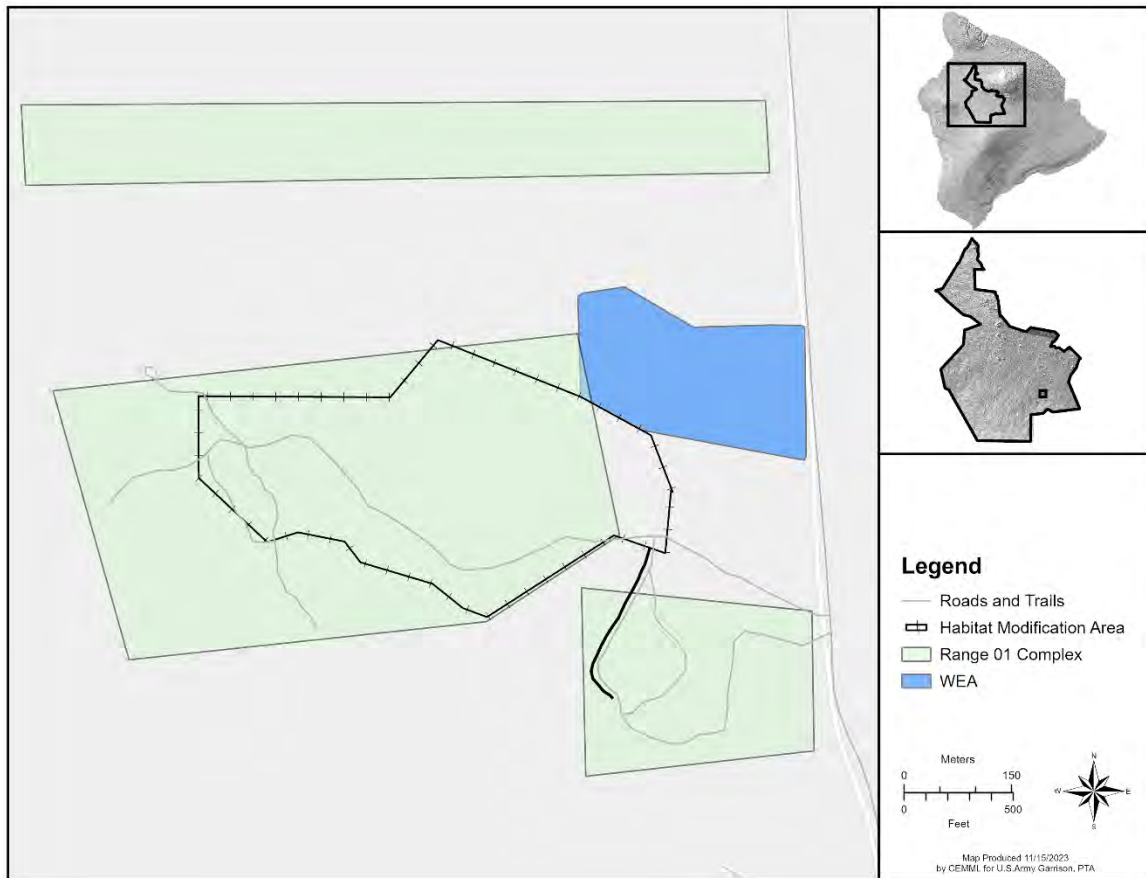 Legend
Roads and Trails
Habitat Modification Area
Range 01 Complex
WEA
Meters
0 150
0 500
Feet
N
W E
S
Map Produced 11/15/2023
by CEMML for U.S.Army Garrison, PTA